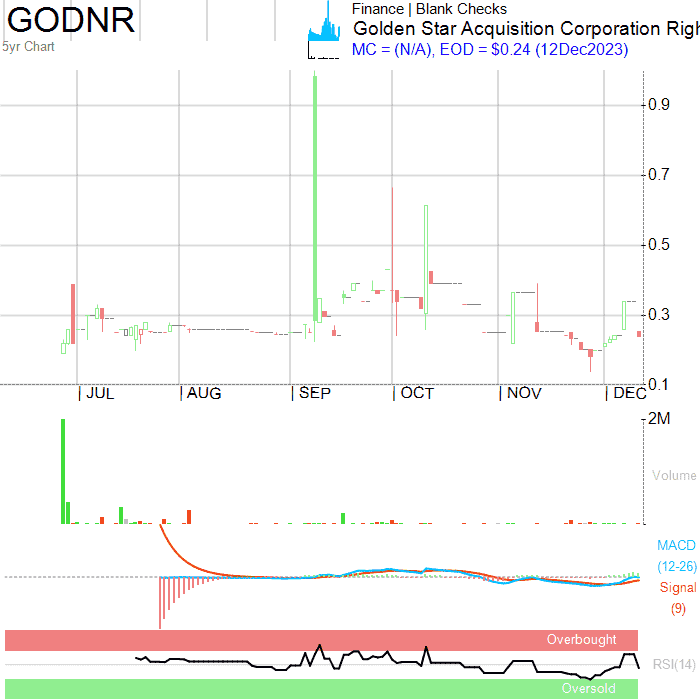 GODNR
5yr Chart
Finance | Blank Checks
Golden Star Acquisition Corporation Righ
MC = (N/A), EOD = $0.24 (12Dec2023)
0.9
0.7
0.5
0.3
0.1
| JUL | AUG | SEP | OCT | NOV | DEC
2M
Volume
MACD
(12-26)
Signal
(9)
Overbought
RSI(14)
Oversold